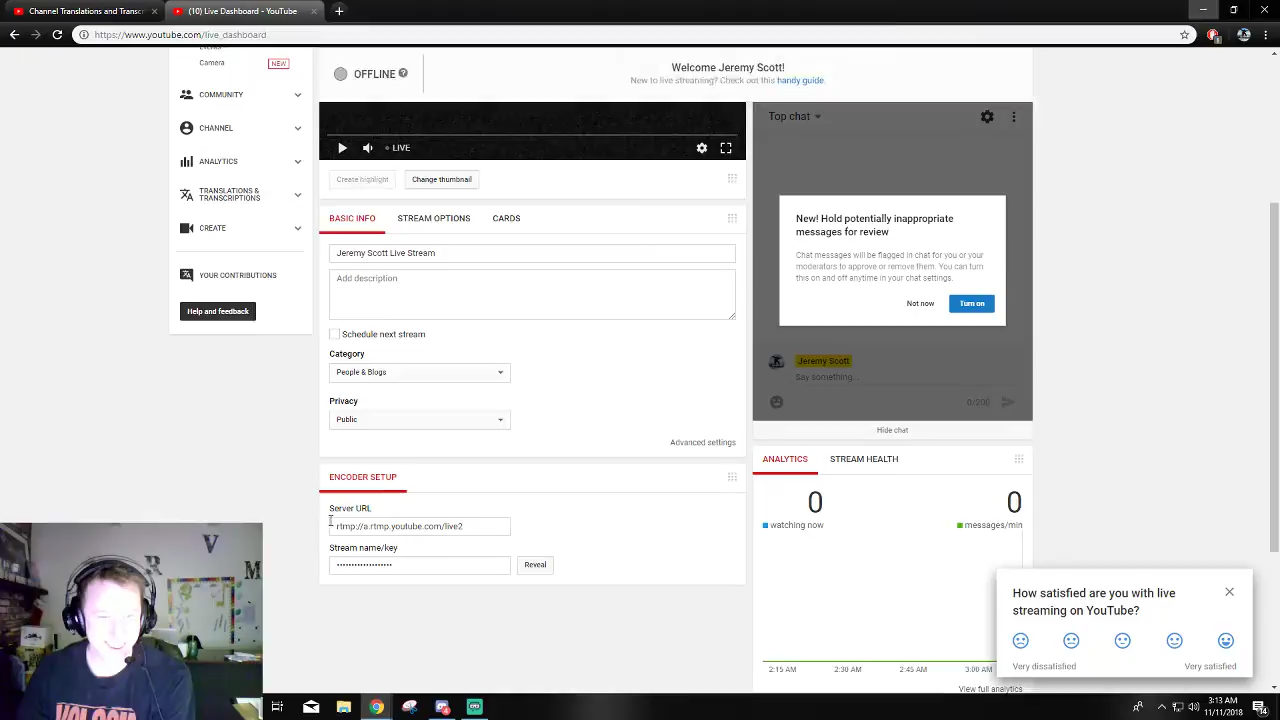 Channel Translations and Transcr
(10) Live Dashboard - YouTube
https://www.youtube.com/live_dashboard
Camera
NEW
COMMUNITY
CHANNEL
ANALYTICS
TRANSLATIONS &
TRANSCRIPTIONS
CREATE
YOUR CONTRIBUTIONS
Help and feedback
OFFLINE
Welcome Jeremy Scott!
New to live streaming? Check out this handy guide.
LIVE
Create highlight
Change thumbnail
BASIC INFO
STREAM OPTIONS
CARDS
Jeremy Scott Live Stream
Add description
Schedule next stream
Category
People & Blogs
Privacy
Public
Advanced settings
ENCODER SETUP
Server URL
rtmp://a.rtmp.youtube.com/live2
Stream name/key
Reveal
Top chat
New! Hold potentially inappropriate
messages for review
Chat messages will be flagged in chat for you or your
moderators to approve or remove them. You can turn
this on and off anytime in your chat settings.
Not now
Turn on
Jeremy Scott
Say something...
0/200
Hide chat
ANALYTICS
STREAM HEALTH
0
0
watching now
messages/min
2:15 AM
2:30 AM
2:45 AM
3:00 AM
View full analytics
How satisfied are you with live
streaming on YouTube?
Very dissatisfied
Very satisfied
R
V
V
M
3:13 AM
11/11/2018